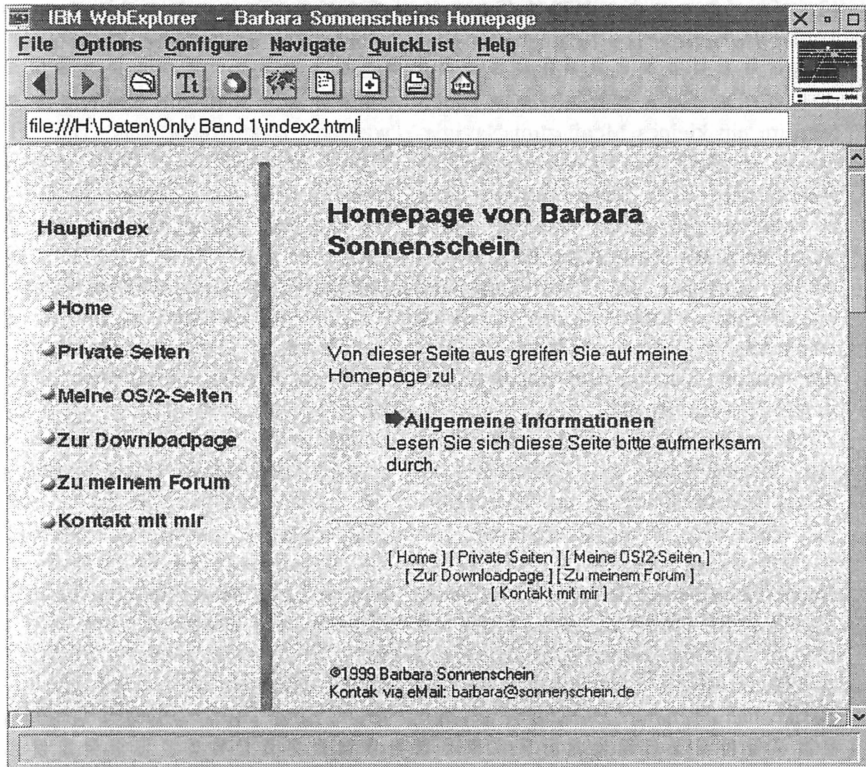 IBM WebExplorer - Barbara Sonnenscheins Homepage
File Options Configure Navigate QuickList Help
Tt
file:///H:\Daten\Only Band 1\index2.html
Hauptindex
Home
Private Seiten
Meine OS/2-Seiten
Zur Downloadpage
Zu meinem Forum
Kontakt mit mir
Homepage von Barbara
Sonnenschein
Von dieser Seite aus greifen Sie auf meine
Homepage zu!
Allgemeine Informationen
Lesen Sie sich diese Seite bitte aufmerksam
durch.
[ Home ] [ Private Seiten ] [ Meine OS/2-Seiten ]
[ Zur Downloadpage ] [ Zu meinem Forum ]
[ Kontakt mit mir ]
©1999 Barbara Sonnenschein
Kontak via eMail: barbara@sonnenschein.de